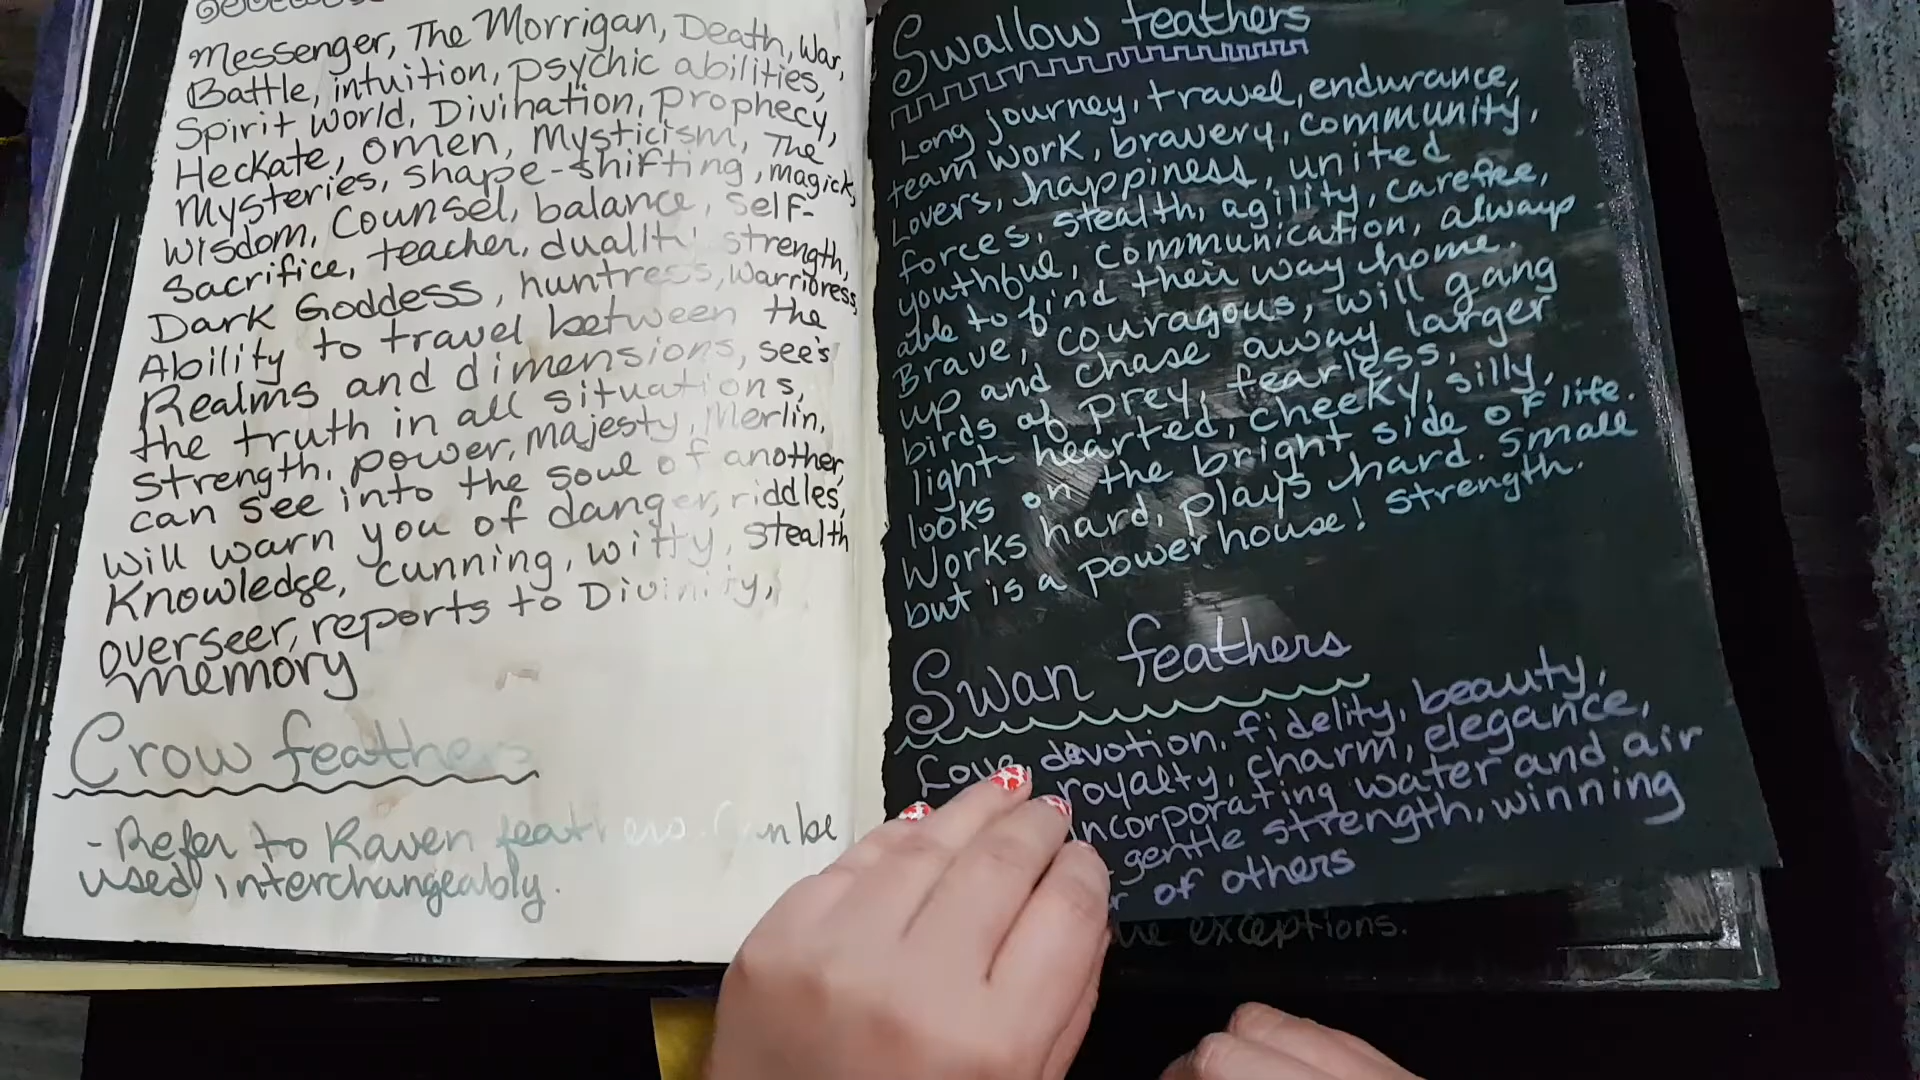 Messenger, The Morrigan, Death, War,
Battle, intuition, psychic abilities,
Spirit world, Divination, prophecy,
Heckate, omen, Mysticism, The
Mysteries, shape-shifting, magick,
Wisdom, Counsel, balance, self-
Sacrifice, teacher, duality, strength,
Dark Goddess, huntress, warrioress,
Ability to travel between the
Realms and dimensions, see's
the truth in all situations,
strength, power, majesty, Merlin,
can see into the soul of another,
will warn you of danger, riddles,
Knowledge, cunning, witty, stealth
overseer, reports to Divinity,
memory
Crow feathers
- Refer to Raven feathers. Can be
used interchangeably.
Swallow feathers
Long journey, travel, endurance,
team work, bravery, community,
Lovers, happiness, united
forces, stealth, agility, carefree,
youthful, communication, always
able to find their way home.
Brave, couragous, will gang
up and chase away larger
birds of prey, fearless,
light-hearted, cheeky, silly,
looks on the bright side of life.
Works hard, plays hard. Small
but is a power house! Strength.
Swan feathers
Love, devotion, fidelity, beauty,
royalty, charm, elegance,
incorporating water and air
gentle strength, winning
of others
exceptions.